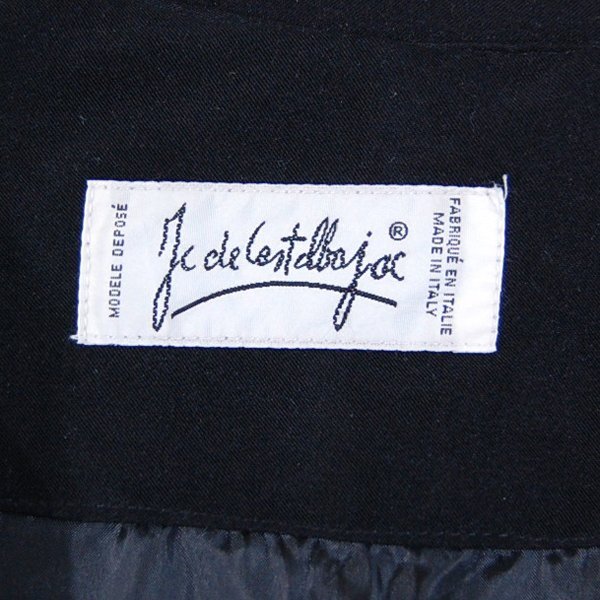 MODELE DEPOSÉ
Jc de Castelbajac ®
FABRIQUÉ EN ITALIE
MADE IN ITALY